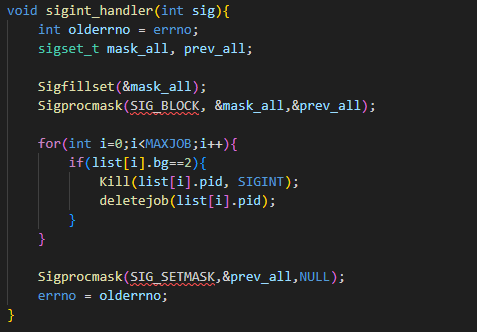 void sigint_handler(int sig){
    int olderrno = errno;
    sigset_t mask_all, prev_all;

    Sigfillset(&mask_all);
    Sigprocmask(SIG_BLOCK, &mask_all,&prev_all);

    for(int i=0;i<MAXJOB;i++){
        if(list[i].bg==2){
            Kill(list[i].pid, SIGINT);
            deletejob(list[i].pid);
        }
    }

    Sigprocmask(SIG_SETMASK,&prev_all,NULL);
    errno = olderrno;
}